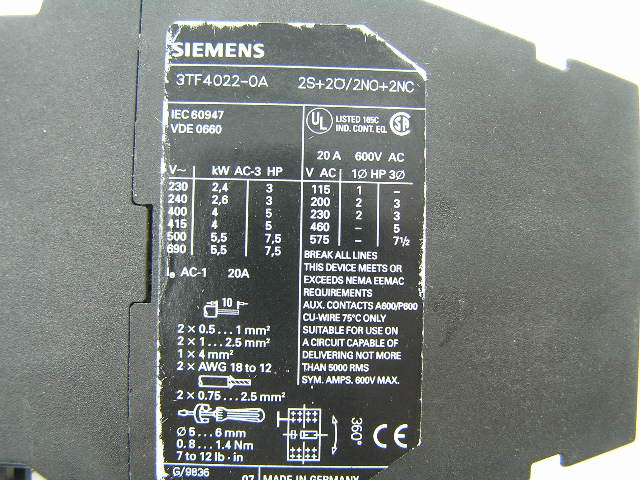 SIEMENS
3TF4022-0A 2S+2Ö/2NO+2NC
IEC 60947
VDE 0660
UL LISTED 165C
IND. CONT. EQ.
20 A 600V AC
V~ kW AC-3 HP
230 2,4 3
240 2,6 3
400 4 5
415 4 5
500 5,5 7,5
690 5,5 7,5
Iₑ AC-1 20A
V AC 1Ø HP 3Ø
115 1 –
200 2 3
230 2 3
460 – 5
575 – 7½
BREAK ALL LINES
THIS DEVICE MEETS OR
EXCEEDS NEMA EEMAC
REQUIREMENTS
AUX. CONTACTS A600/P600
CU-WIRE 75°C ONLY
SUITABLE FOR USE ON
A CIRCUIT CAPABLE OF
DELIVERING NOT MORE
THAN 5000 RMS
SYM. AMPS. 600V MAX.
10
2 x 0.5...1 mm²
2 x 1...2.5 mm²
1 x 4 mm²
2 x AWG 18 to 12
2 x 0.75...2.5 mm²
Ø 5...6 mm
0.8...1.4 Nm
7 to 12 lb·in
360°
CE
G/9836
07 MADE IN GERMANY